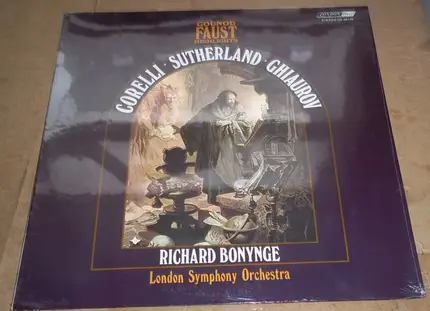 GOUNOD
FAUST
HIGHLIGHTS
CORELLI · SUTHERLAND · GHIAUROV
RICHARD BONYNGE
London Symphony Orchestra